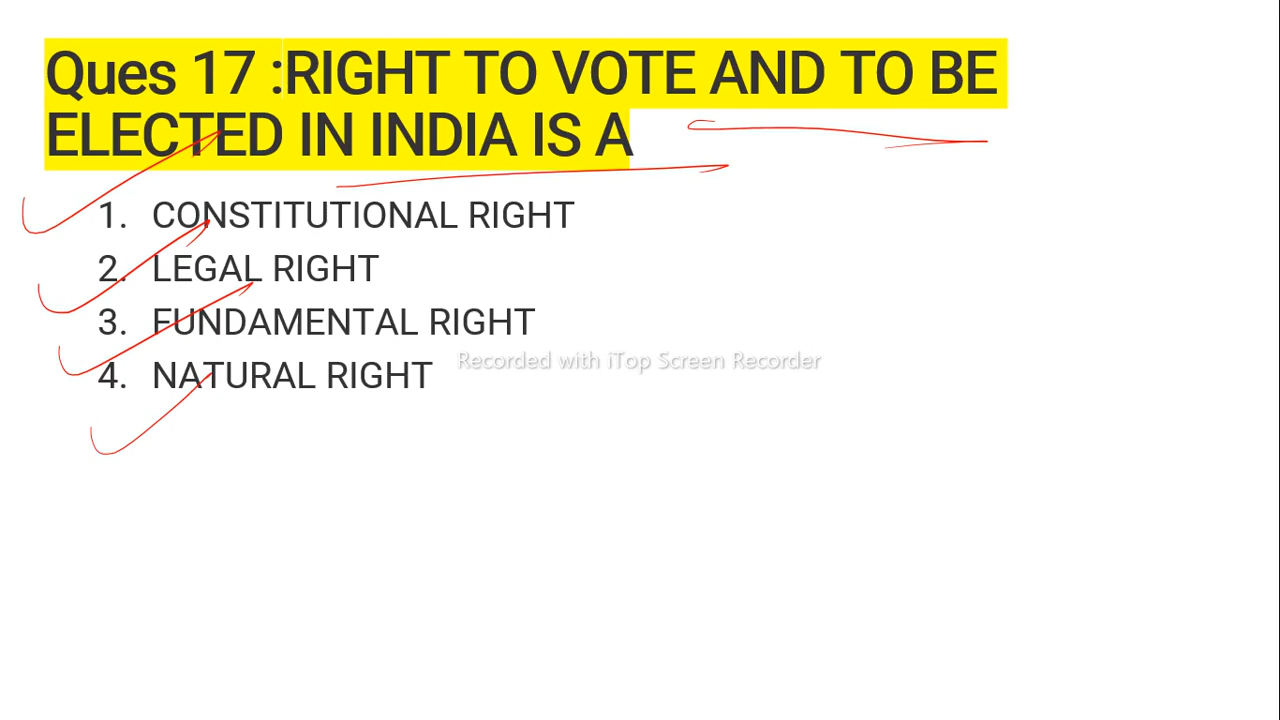 Ques 17 :RIGHT TO VOTE AND TO BE
ELECTED IN INDIA IS A
1. CONSTITUTIONAL RIGHT
2. LEGAL RIGHT
3. FUNDAMENTAL RIGHT
4. NATURAL RIGHT
Recorded with iTop Screen Recorder